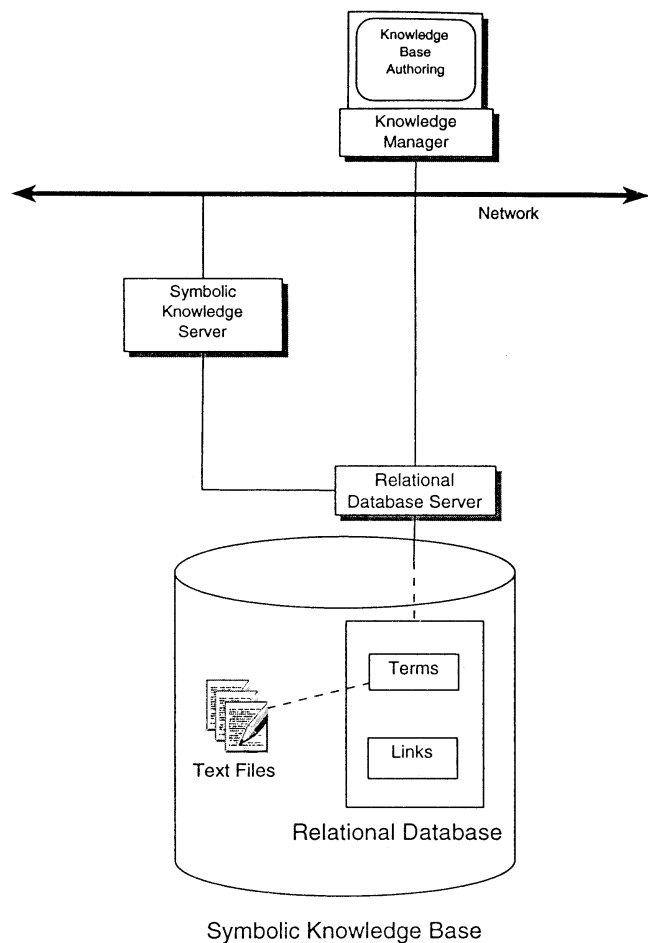 Knowledge
Base
Authoring
Knowledge
Manager
Network
Symbolic
Knowledge
Server
Relational
Database Server
Terms
Text Files
Links
Relational Database
Symbolic Knowledge Base